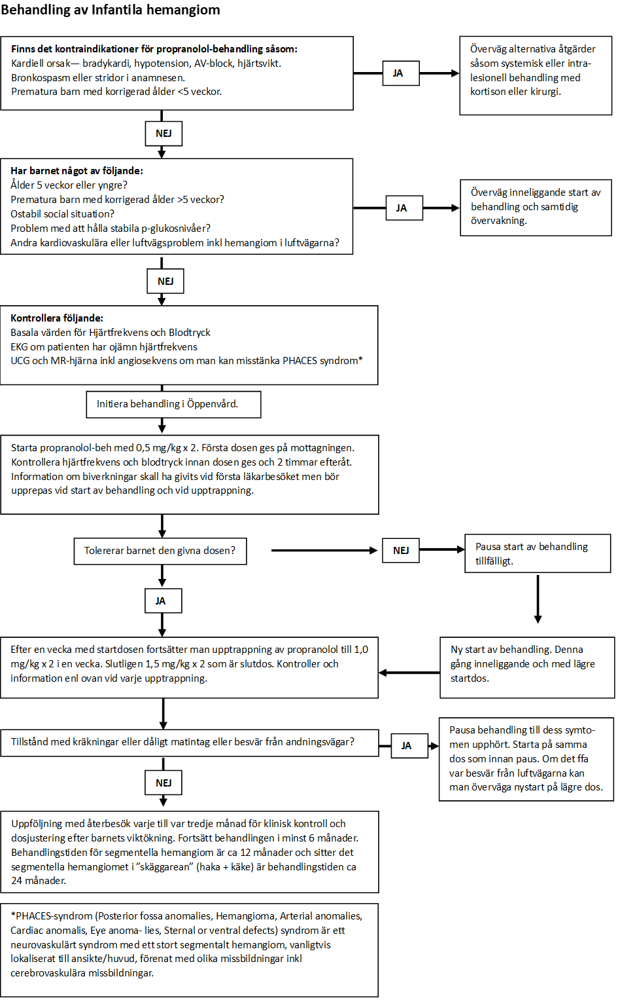 Behandling av Infantila hemangiom
Finns det kontraindikationer för propranolol-behandling såsom:
Kardiell orsak— bradykardi, hypotension, AV-block, hjärtsvikt.
Bronkospasm eller stridor i anamnesen.
Prematura barn med korrigerad ålder <5 veckor.
JA
Överväg alternativa åtgärder
såsom systemisk eller intra-
lesionell behandling med
kortison eller kirurgi.
NEJ
Har barnet något av följande:
Ålder 5 veckor eller yngre?
Prematura barn med korrigerad ålder >5 veckor?
Ostabil social situation?
Problem med att hålla stabila p-glukosnivåer?
Andra kardiovaskulära eller luftvägsproblem inkl hemangiom i luftvägarna?
JA
Överväg inneliggande start av
behandling och samtidig
övervakning.
NEJ
Kontrollera följande:
Basala värden för Hjärtfrekvens och Blodtryck
EKG om patienten har ojämn hjärtfrekvens
UCG och MR-hjärna inkl angiosekvens om man kan misstänka PHACES syndrom*
Initiera behandling i Öppenvård.
Starta propranolol-beh med 0,5 mg/kg x 2. Första dosen ges på mottagningen.
Kontrollera hjärtfrekvens och blodtryck innan dosen ges och 2 timmar efteråt.
Information om biverkningar skall ha givits vid första läkarbesöket men bör
upprepas vid start av behandling och vid upptrappning.
Tolererar barnet den givna dosen?
NEJ
Pausa start av behandling
tillfälligt.
JA
Efter en vecka med startdosen fortsätter man upptrappning av propranolol till 1,0
mg/kg x 2 i en vecka. Slutligen 1,5 mg/kg x 2 som är slutdos. Kontroller och
information enl ovan vid varje upptrappning.
Ny start av behandling. Denna
gång inneliggande och med lägre
startdos.
Tillstånd med kräkningar eller dåligt matintag eller besvär från andningsvägar?
JA
Pausa behandling till dess symto-
men upphört. Starta på samma
dos som innan paus. Om det ffa
var besvär från luftvägarna kan
man överväga nystart på lägre dos.
NEJ
Uppföljning med återbesök varje till var tredje månad för klinisk kontroll och
dosjustering efter barnets viktökning. Fortsätt behandlingen i minst 6 månader.
Behandlingstiden för segmentella hemangiom är ca 12 månader och sitter det
segmentella hemangiomet i ”skäggarean” (haka + käke) är behandlingstiden ca
24 månader.
*PHACES-syndrom (Posterior fossa anomalies, Hemangioma, Arterial anomalies,
Cardiac anomalis, Eye anoma- lies, Sternal or ventral defects) syndrom är ett
neurovaskulärt syndrom med ett stort segmentalt hemangiom, vanligtvis
lokaliserat till ansikte/huvud, förenat med olika missbildningar inkl
cerebrovaskulära missbildningar.